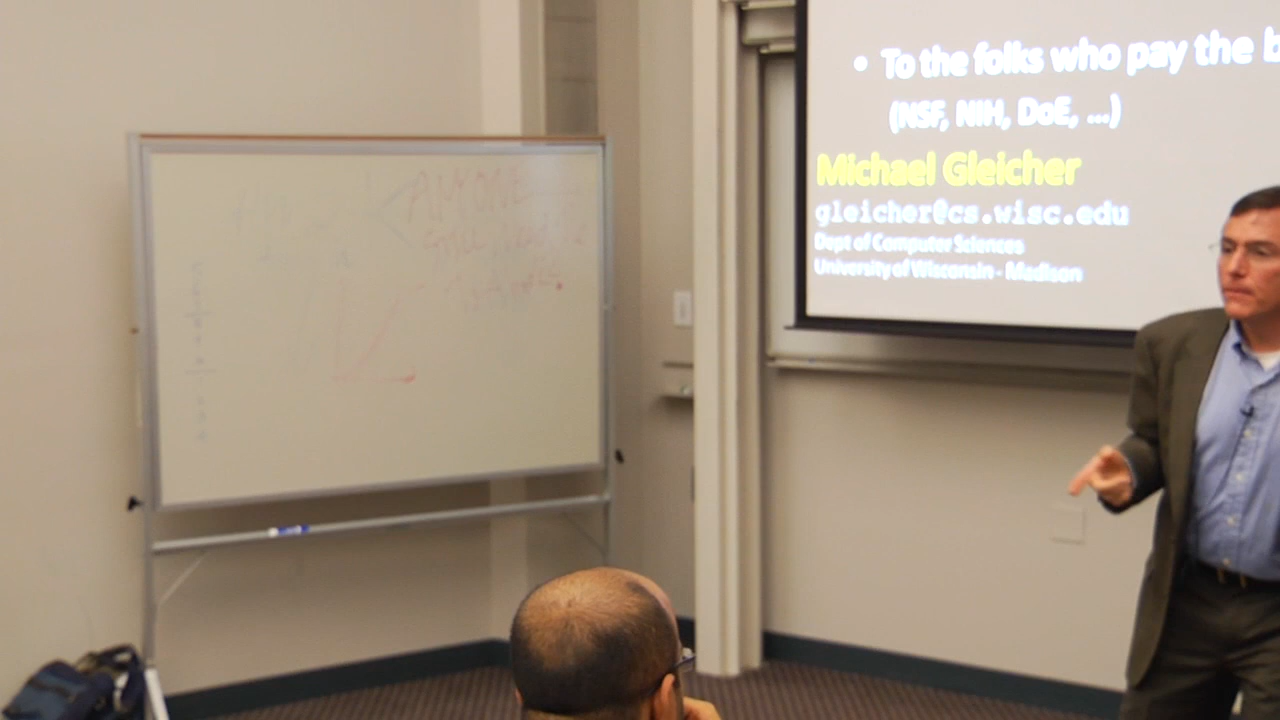 ANYONE
• To the folks who pay the b
(NSF, NIH, DoE, ...)
Michael Gleicher
gleicher@cs.wisc.edu
Dept of Computer Sciences
University of Wisconsin - Madison